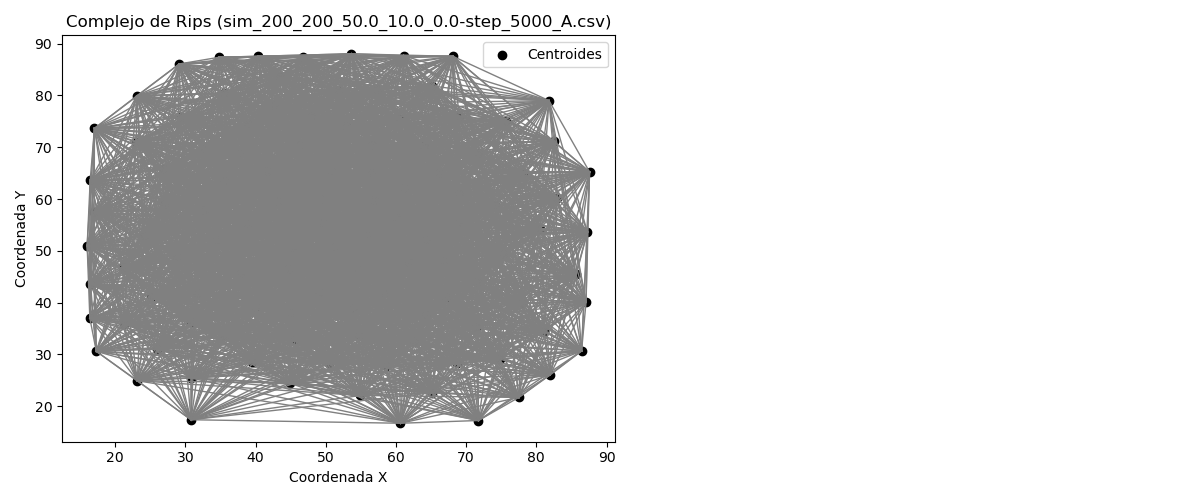 Complejo de Rips (sim_200_200_50.0_10.0_0.0-step_5000_A.csv)
Centroides
90
80
70
60
50
40
30
20
Coordenada Y
20 30 40 50 60 70 80 90
Coordenada X